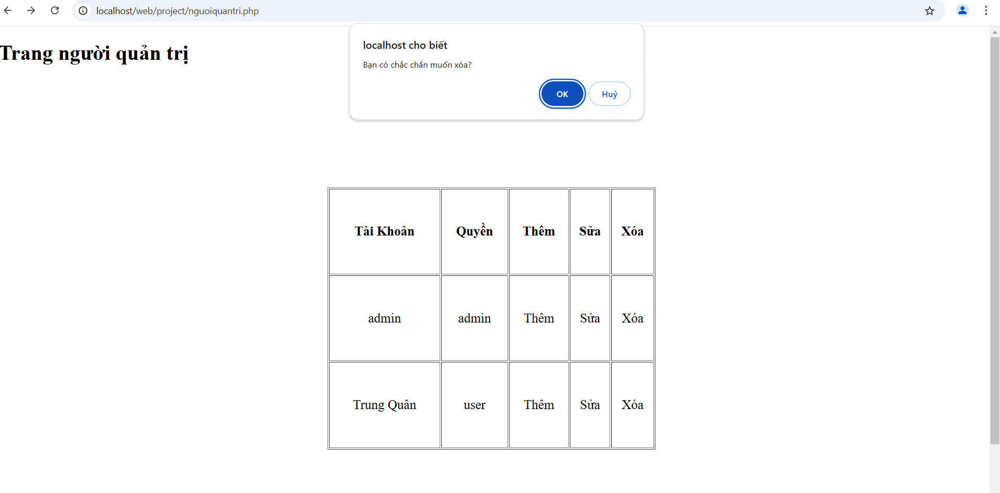 localhost/web/project/nguoiquantri.php
localhost cho biết
Bạn có chắc chắn muốn xóa?
OK Huỷ
Trang người quản trị
Tài Khoản Quyền Thêm Sửa Xóa
admin admin Thêm Sửa Xóa
Trung Quân user Thêm Sửa Xóa